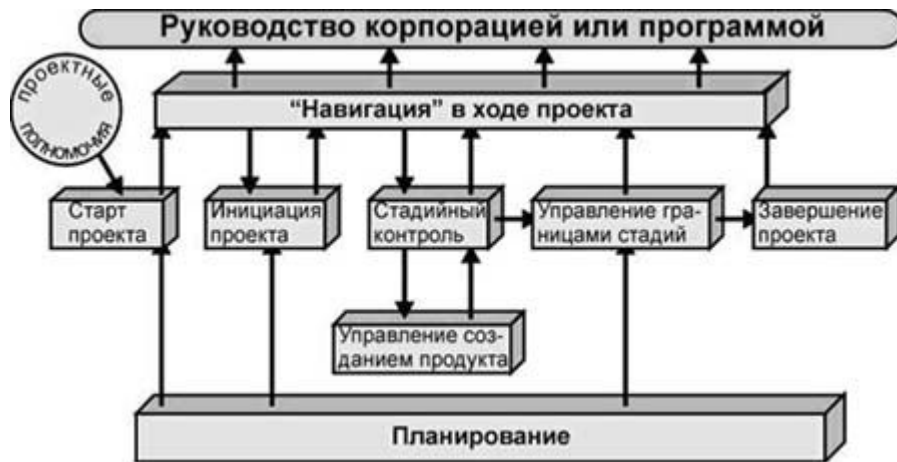 Руководство корпорацией или программой
проектные
полномочия
“Навигация” в ходе проекта
Старт
проекта
Инициация
проекта
Стадийный
контроль
Управление гра-
ницами стадий
Завершение
проекта
Управление соз-
данием продукта
Планирование